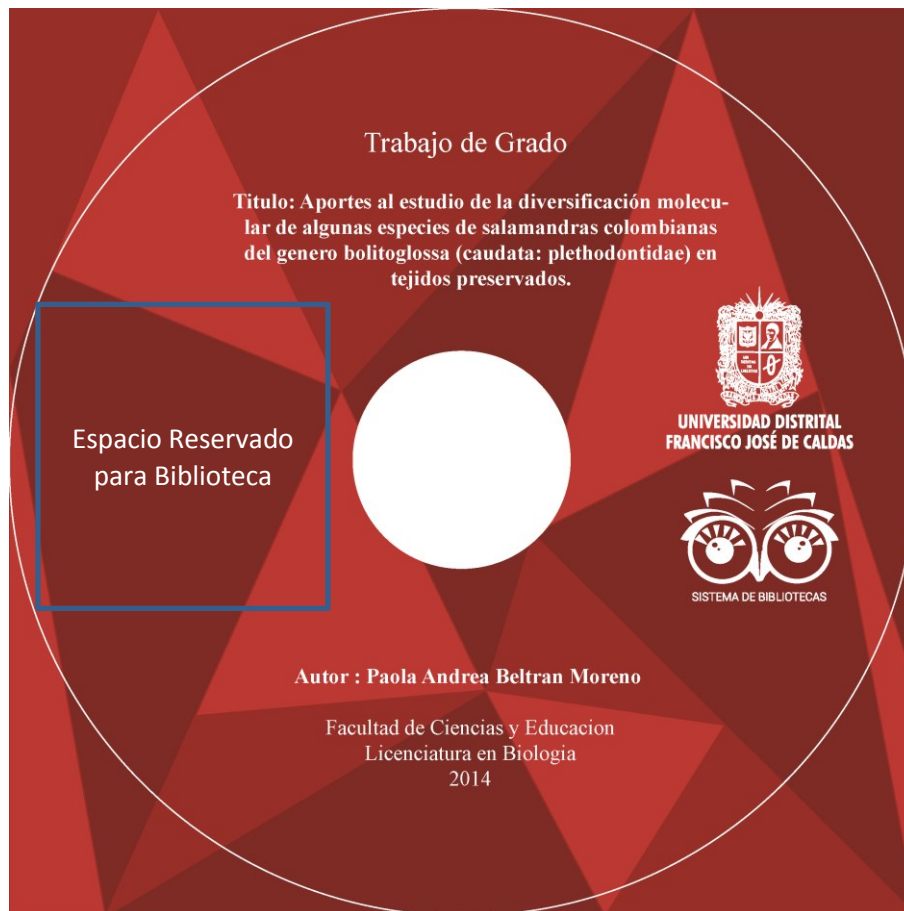 Trabajo de Grado
Titulo: Aportes al estudio de la diversificación molecu-
lar de algunas especies de salamandras colombianas
del genero bolitoglossa (caudata: plethodontidae) en
tejidos preservados.
Espacio Reservado
para Biblioteca
UNIVERSIDAD DISTRITAL
FRANCISCO JOSÉ DE CALDAS
SISTEMA DE BIBLIOTECAS
Autor : Paola Andrea Beltran Moreno
Facultad de Ciencias y Educacion
Licenciatura en Biologia
2014